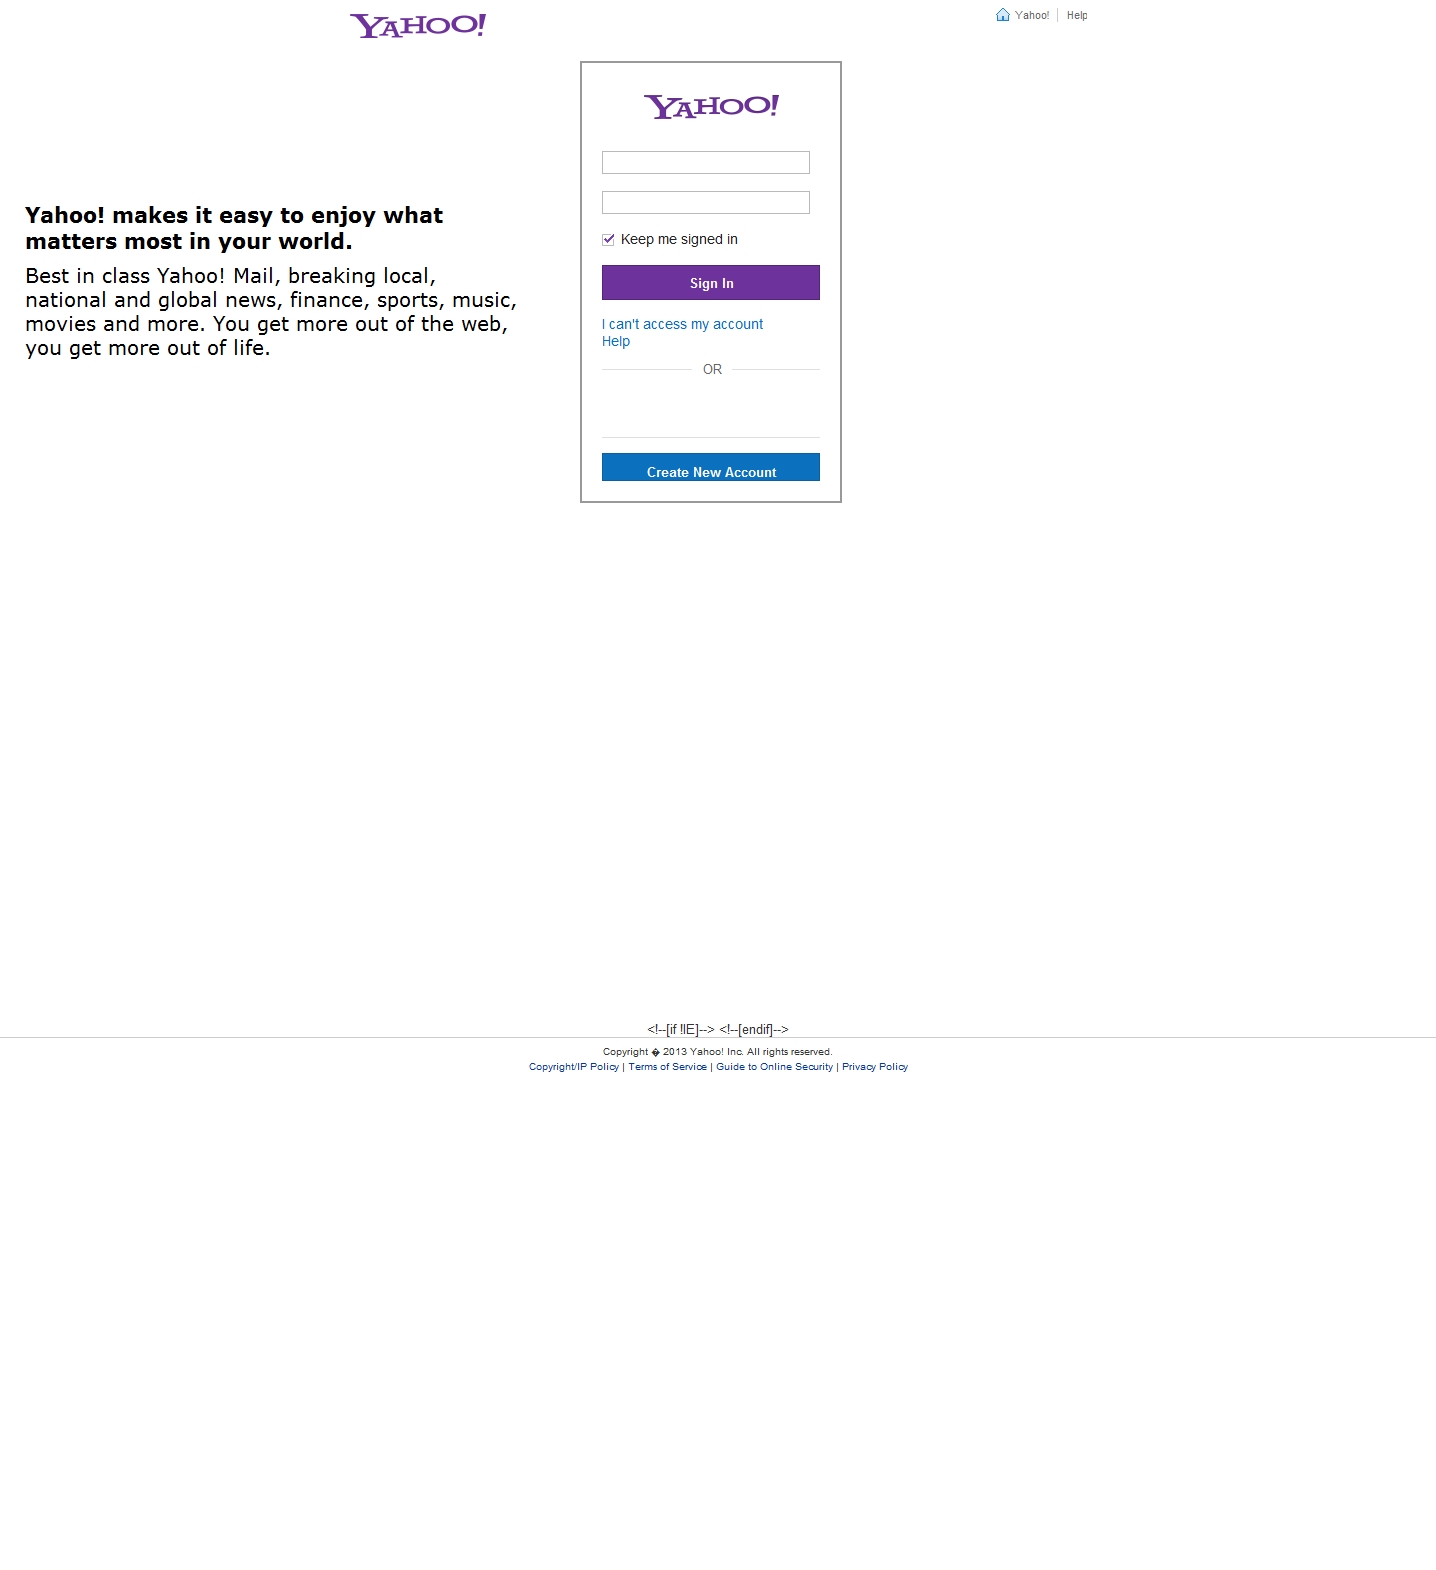 YAHOO!
Yahoo! | Help
YAHOO!
Yahoo! makes it easy to enjoy what
matters most in your world.
Best in class Yahoo! Mail, breaking local,
national and global news, finance, sports, music,
movies and more. You get more out of the web,
you get more out of life.
Keep me signed in
Sign In
I can't access my account
Help
OR
Create New Account
<!--[if !IE]--> <!--[endif]-->
Copyright � 2013 Yahoo! Inc. All rights reserved.
Copyright/IP Policy | Terms of Service | Guide to Online Security | Privacy Policy